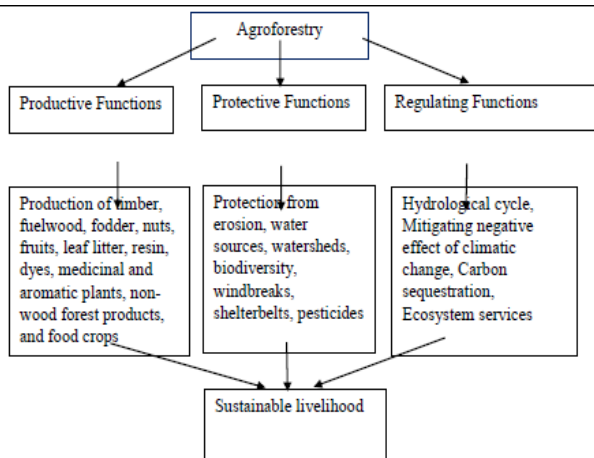 Agroforestry
Productive Functions
Protective Functions
Regulating Functions
Production of timber,
fuelwood, fodder, nuts,
fruits, leaf litter, resin,
dyes, medicinal and
aromatic plants, non-
wood forest products,
and food crops
Protection from
erosion, water
sources, watersheds,
biodiversity,
windbreaks,
shelterbelts, pesticides
Hydrological cycle,
Mitigating negative
effect of climatic
change, Carbon
sequestration,
Ecosystem services
Sustainable livelihood